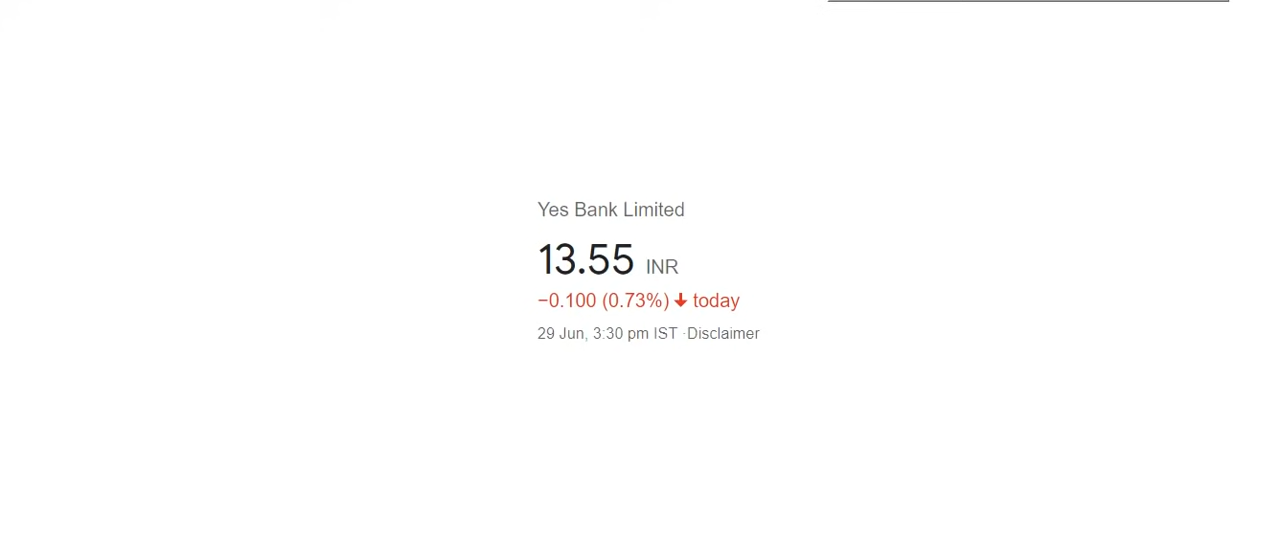 Yes Bank Limited
13.55 INR
−0.100 (0.73%) ↓ today
29 Jun, 3:30 pm IST ·Disclaimer